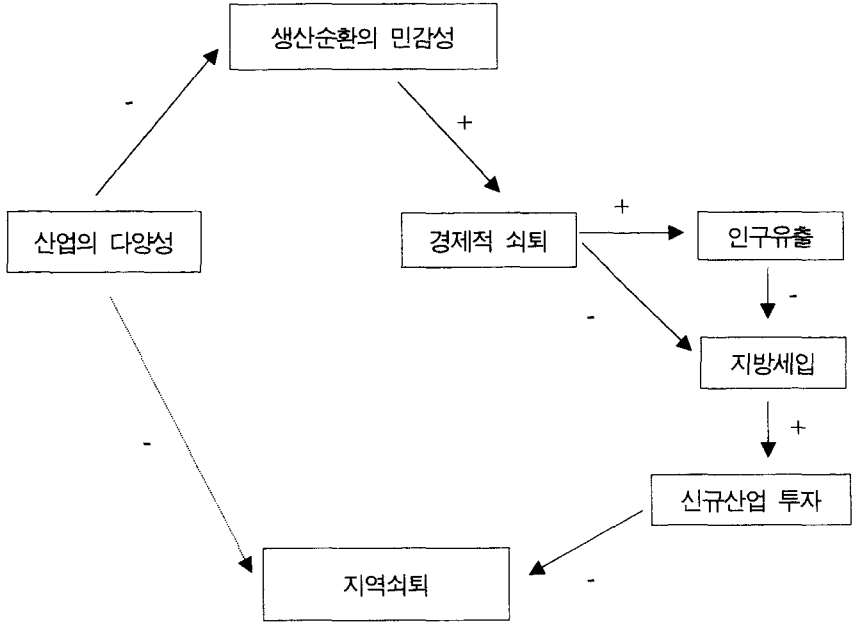 생산순환의 민감성
-
+
산업의 다양성
경제적 쇠퇴
+
인구유출
-
-
지방세입
+
-
신규산업 투자
지역쇠퇴
-